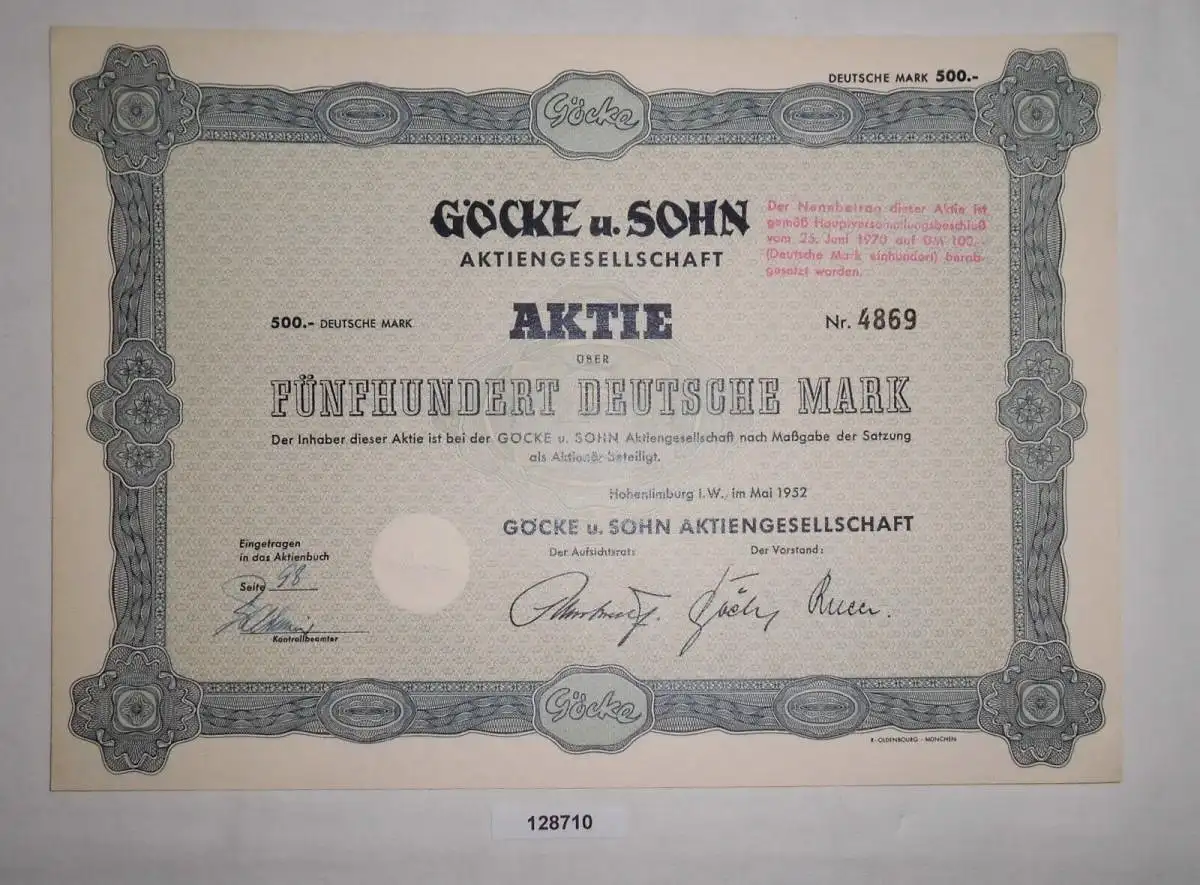 DEUTSCHE MARK 500.-
Göcke
GÖCKE u. SOHN
AKTIENGESELLSCHAFT
Der Nennbetrag dieser Aktie ist
gemäß Hauptversammlungsbeschluß
vom 25. Juni 1970 auf DM 100.-
(Deutsche Mark einhundert) herab-
gesetzt worden.
500.- DEUTSCHE MARK
AKTIE
Nr. 4869
ÜBER
FÜNFHUNDERT DEUTSCHE MARK
Der Inhaber dieser Aktie ist bei der GÖCKE u. SOHN Aktiengesellschaft nach Maßgabe der Satzung
als Aktionär beteiligt.
Hohenlimburg i.W., im Mai 1952
GÖCKE u. SOHN AKTIENGESELLSCHAFT
Der Aufsichtsrat:
Der Vorstand:
Eingetragen
in das Aktienbuch
Seite 98
Kontrollbeamter
Göcke
R. OLDENBOURG - MÜNCHEN
128710